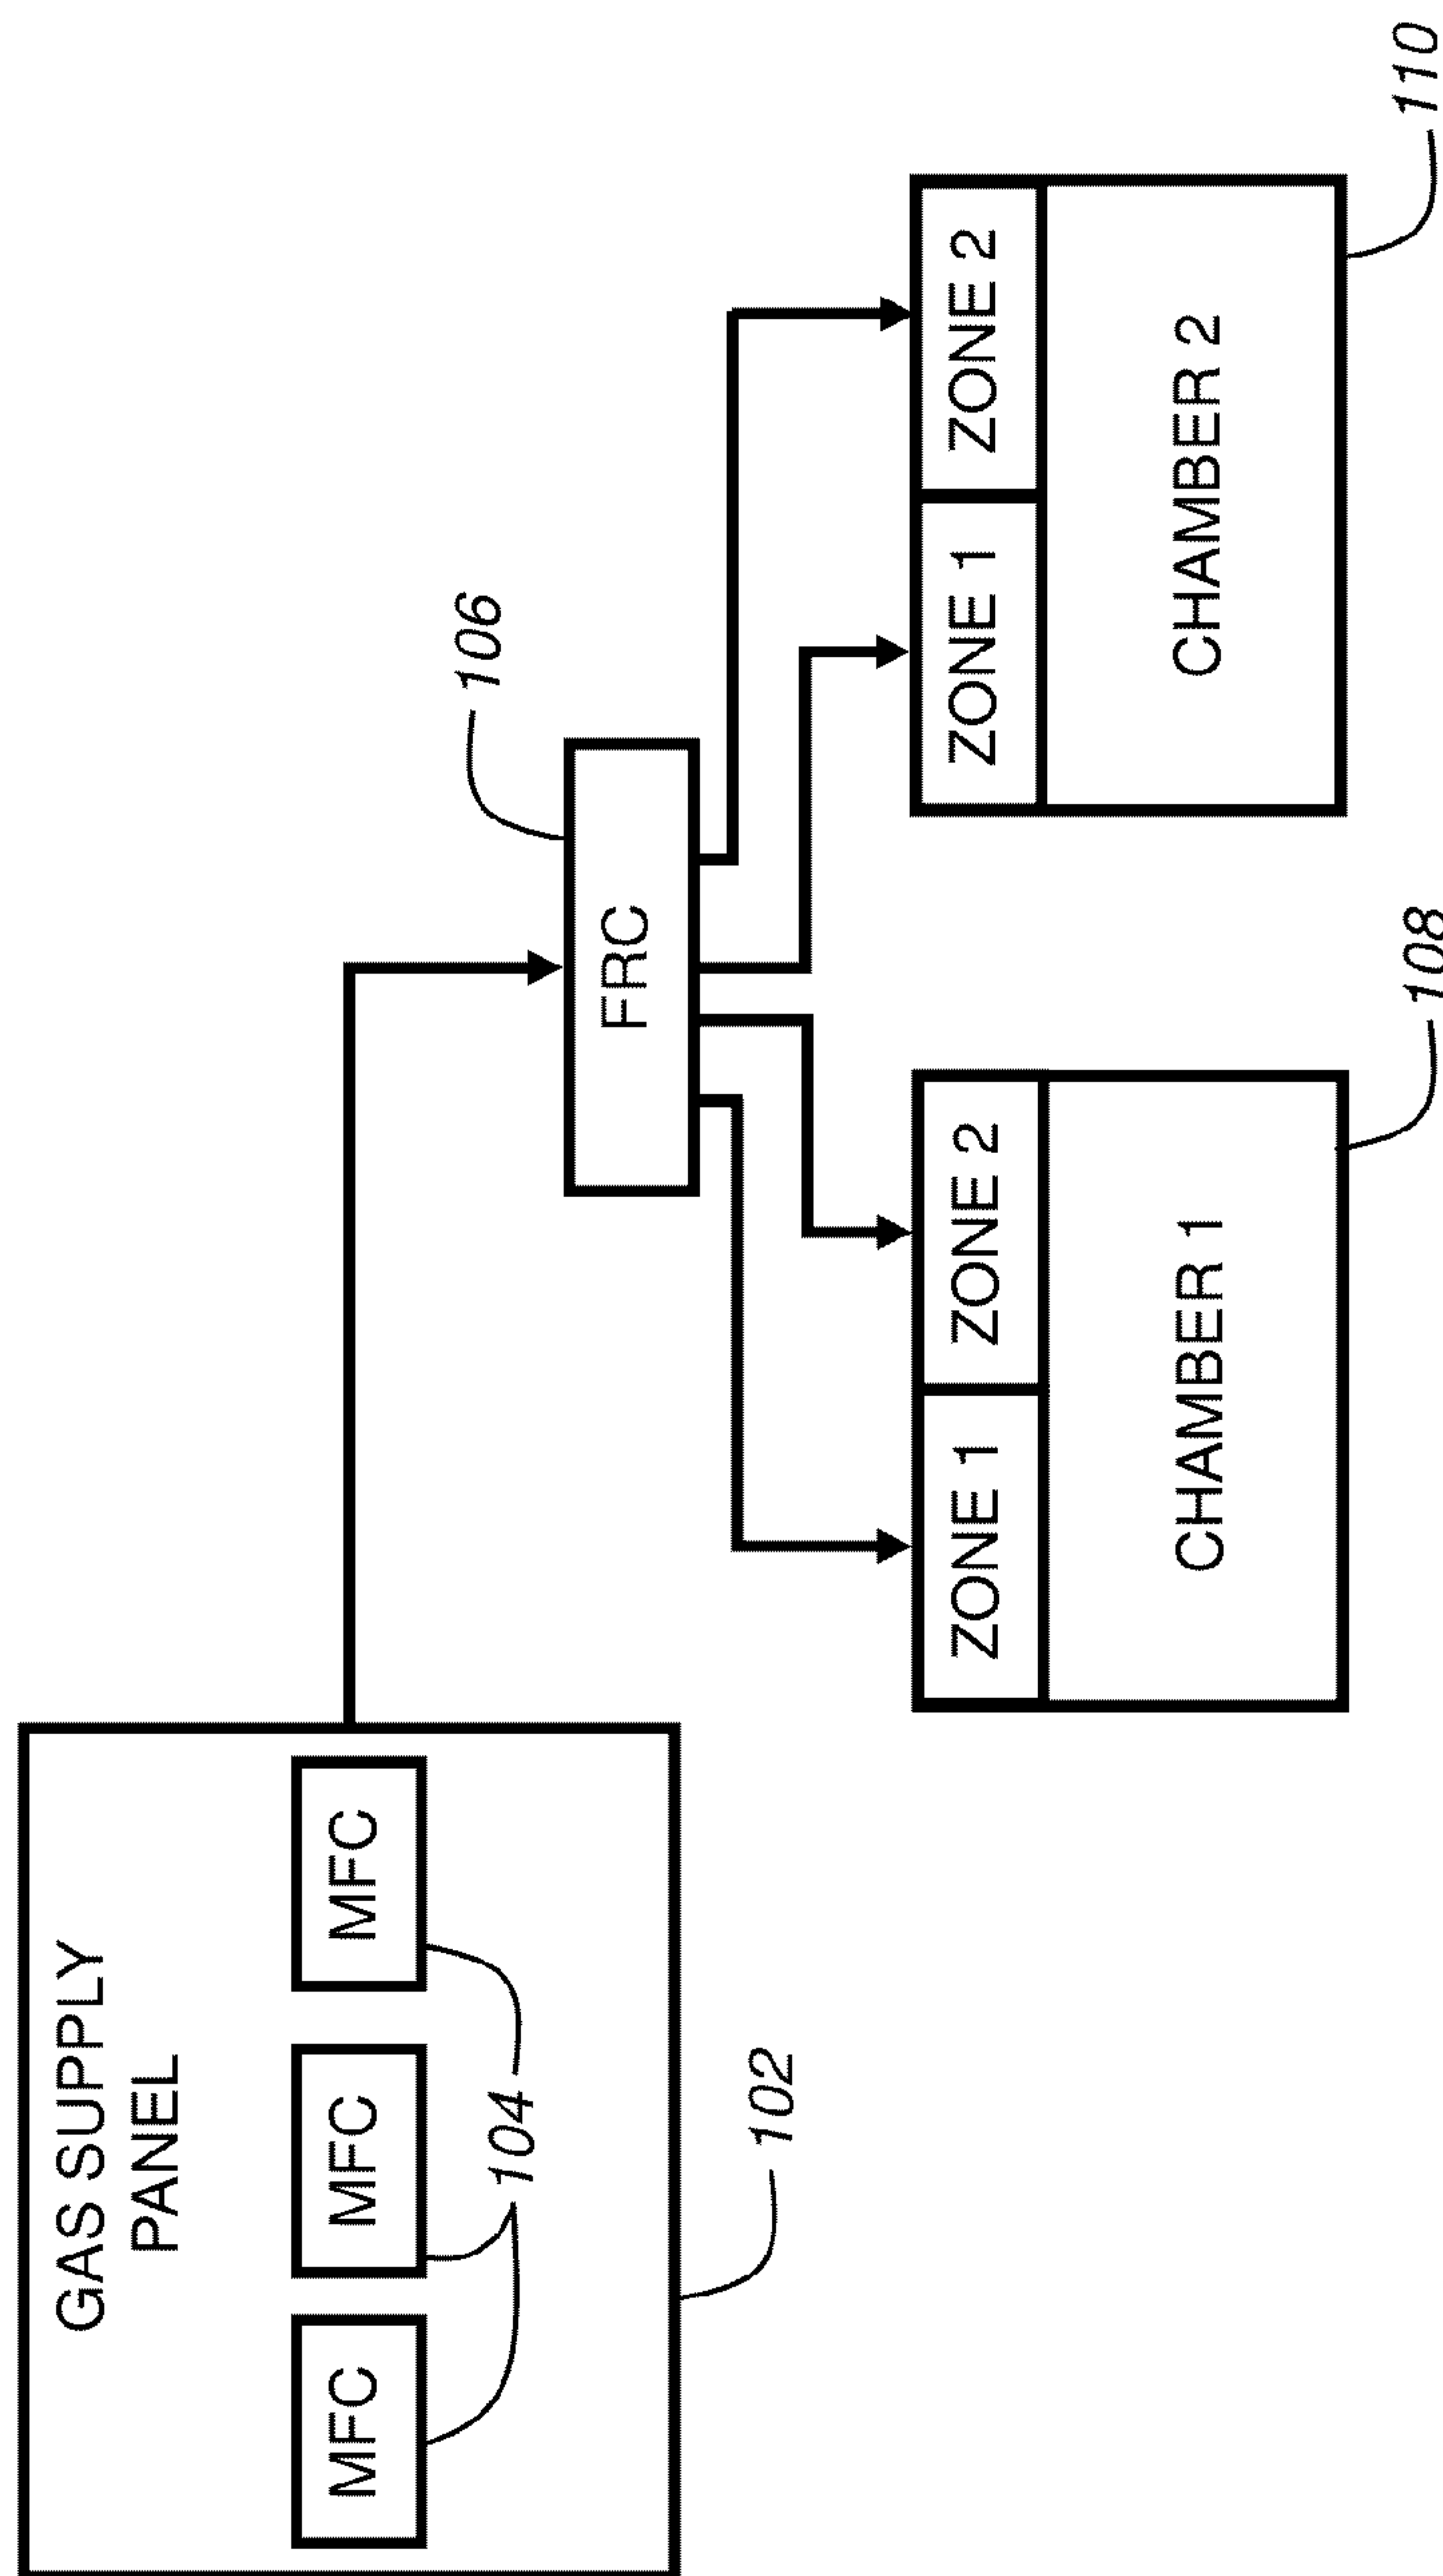 GAS SUPPLY
PANEL
MFC
MFC
MFC
104
102
106
FRC
ZONE 1
ZONE 2
CHAMBER 1
108
ZONE 1
ZONE 2
CHAMBER 2
110